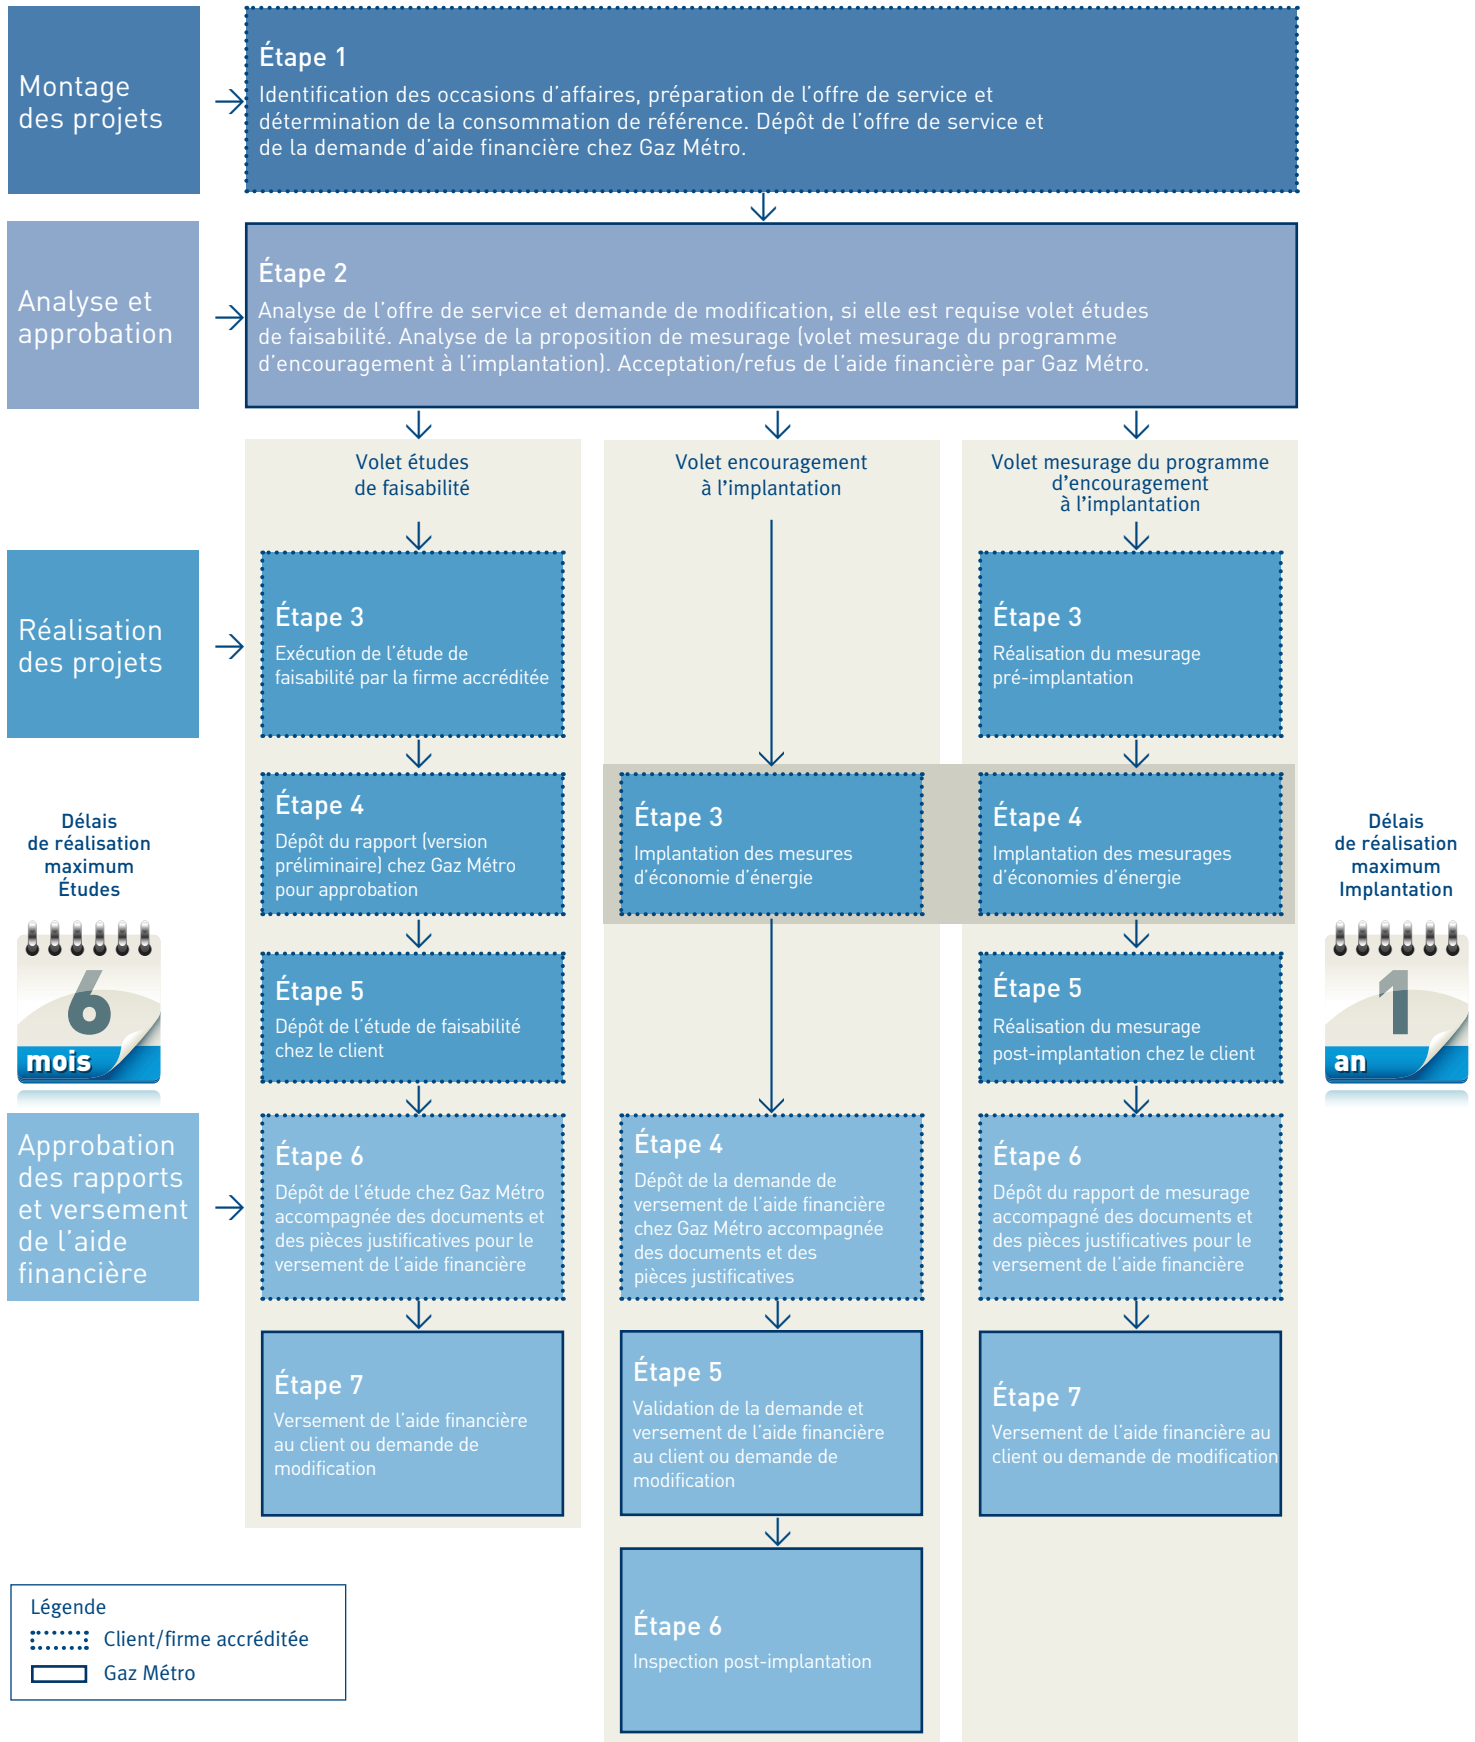 Montage
des projets
Étape 1
Identification des occasions d’affaires, préparation de l’offre de service et
détermination de la consommation de référence. Dépôt de l’offre de service et
de la demande d’aide financière chez Gaz Métro.
Analyse et
approbation
Étape 2
Analyse de l’offre de service et demande de modification, si elle est requise volet études
de faisabilité. Analyse de la proposition de mesurage (volet mesurage du programme
d’encouragement à l’implantation). Acceptation/refus de l’aide financière par Gaz Métro.
Volet études
de faisabilité
Volet encouragement
à l’implantation
Volet mesurage du programme
d’encouragement
à l’implantation
Réalisation
des projets
Étape 3
Exécution de l’étude de
faisabilité par la firme accréditée
Étape 3
Réalisation du mesurage
pré-implantation
Délais
de réalisation
maximum
Études
6
mois
Étape 4
Dépôt du rapport (version
préliminaire) chez Gaz Métro
pour approbation
Étape 3
Implantation des mesures
d’économie d’énergie
Étape 4
Implantation des mesurages
d’économies d’énergie
Délais
de réalisation
maximum
Implantation
1
an
Étape 5
Dépôt de l’étude de faisabilité
chez le client
Étape 5
Réalisation du mesurage
post-implantation chez le client
Approbation
des rapports
et versement
de l’aide
financière
Étape 6
Dépôt de l’étude chez Gaz Métro
accompagnée des documents et
des pièces justificatives pour le
versement de l’aide financière
Étape 4
Dépôt de la demande de
versement de l’aide financière
chez Gaz Métro accompagnée
des documents et des
pièces justificatives
Étape 6
Dépôt du rapport de mesurage
accompagné des documents et
des pièces justificatives pour le
versement de l’aide financière
Étape 7
Versement de l’aide financière
au client ou demande de
modification
Étape 5
Validation de la demande et
versement de l’aide financière
au client ou demande de
modification
Étape 7
Versement de l’aide financière au
client ou demande de modification
Étape 6
Inspection post-implantation
Légende
Client/firme accréditée
Gaz Métro